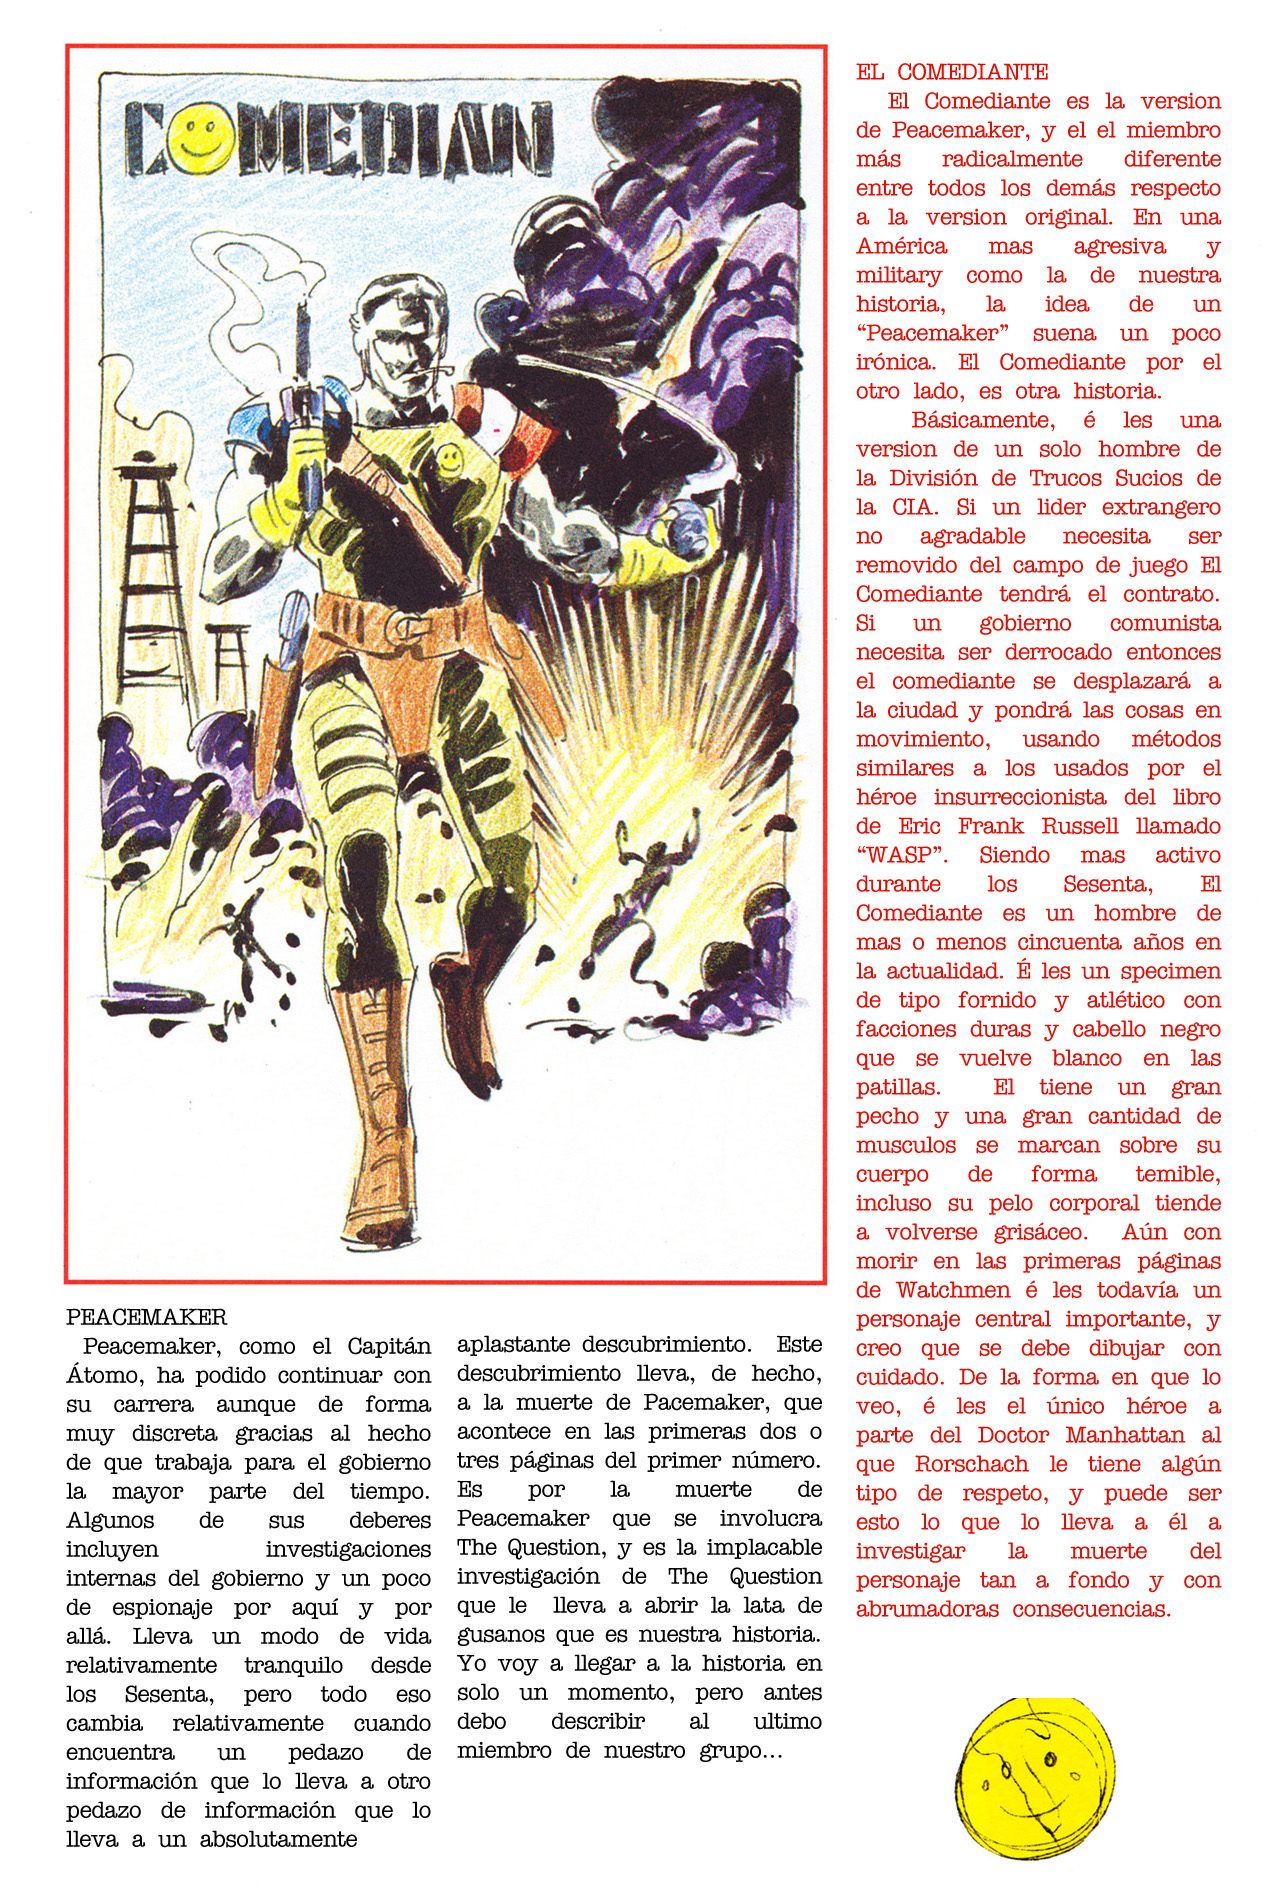 COMEDIAN
PEACEMAKER
Peacemaker, como el Capitán
Átomo, ha podido continuar con
su carrera aunque de forma
muy discreta gracias al hecho
de que trabaja para el gobierno
la mayor parte del tiempo.
Algunos de sus deberes
incluyen investigaciones
internas del gobierno y un poco
de espionaje por aquí y por
allá. Lleva un modo de vida
relativamente tranquilo desde
los Sesenta, pero todo eso
cambia relativamente cuando
encuentra un pedazo de
información que lo lleva a otro
pedazo de información que lo
lleva a un absolutamente
aplastante descubrimiento. Este
descubrimiento lleva, de hecho,
a la muerte de Pacemaker, que
acontece en las primeras dos o
tres páginas del primer número.
Es por la muerte de
Peacemaker que se involucra
The Question, y es la implacable
investigación de The Question
que le lleva a abrir la lata de
gusanos que es nuestra historia.
Yo voy a llegar a la historia en
solo un momento, pero antes
debo describir al ultimo
miembro de nuestro grupo...
EL COMEDIANTE
El Comediante es la version
de Peacemaker, y el el miembro
más radicalmente diferente
entre todos los demás respecto
a la version original. En una
América mas agresiva y
military como la de nuestra
historia, la idea de un
“Peacemaker” suena un poco
irónica. El Comediante por el
otro lado, es otra historia.
Básicamente, é les una
version de un solo hombre de
la División de Trucos Sucios de
la CIA. Si un lider extrangero
no agradable necesita ser
removido del campo de juego El
Comediante tendrá el contrato.
Si un gobierno comunista
necesita ser derrocado entonces
el comediante se desplazará a
la ciudad y pondrá las cosas en
movimiento, usando métodos
similares a los usados por el
héroe insurreccionista del libro
de Eric Frank Russell llamado
“WASP”. Siendo mas activo
durante los Sesenta, El
Comediante es un hombre de
mas o menos cincuenta años en
la actualidad. É les un specimen
de tipo fornido y atlético con
facciones duras y cabello negro
que se vuelve blanco en las
patillas. El tiene un gran
pecho y una gran cantidad de
musculos se marcan sobre su
cuerpo de forma temible,
incluso su pelo corporal tiende
a volverse grisáceo. Aún con
morir en las primeras páginas
de Watchmen é les todavía un
personaje central importante, y
creo que se debe dibujar con
cuidado. De la forma en que lo
veo, é les el único héroe a
parte del Doctor Manhattan al
que Rorschach le tiene algún
tipo de respeto, y puede ser
esto lo que lo lleva a él a
investigar la muerte del
personaje tan a fondo y con
abrumadoras consecuencias.